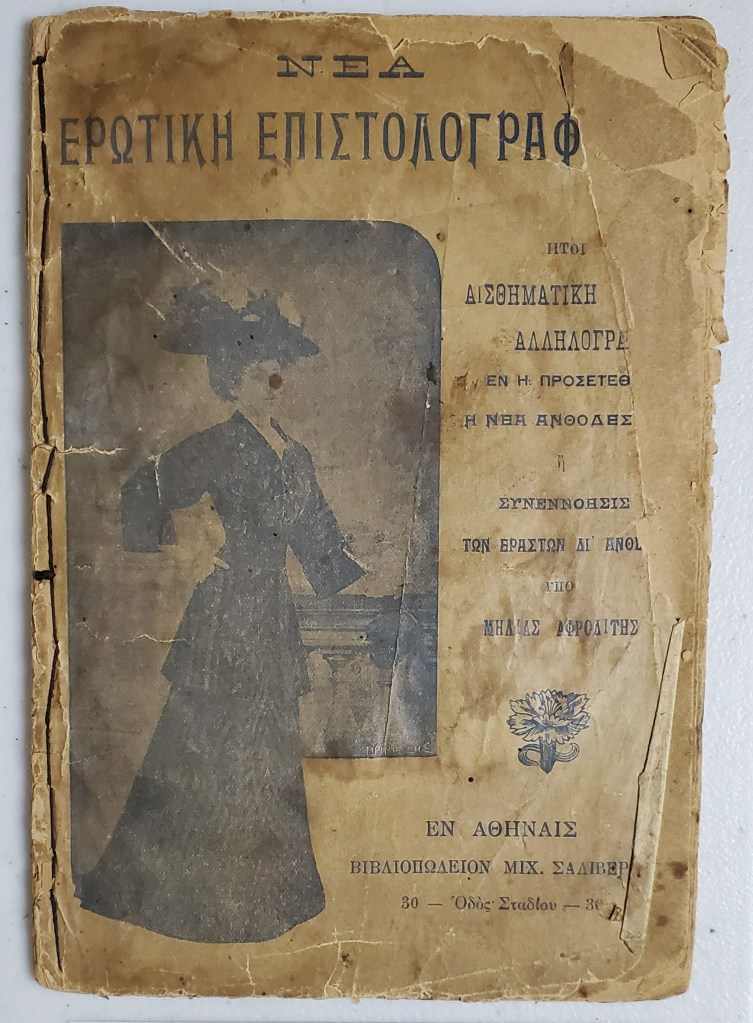 ΝΕΑ
ΕΡΩΤΙΚΗ ΕΠΙΣΤΟΛΟΓΡΑΦ
ΗΤΟΙ
ΑΙΣΘΗΜΑΤΙΚΗ
ΑΛΛΗΛΟΓΡΑ
ΕΝ Η ΠΡΟΣΕΤΕΘ
Η ΝΕΑ ΑΝΘΟΔΕΣ
ή
ΣΥΝΕΝΝΟΗΣΙΣ
ΤΩΝ ΕΡΑΣΤΩΝ ΔΙ' ΑΝΘ
ΥΠΟ
ΜΗΛΙΑΣ ΑΦΡΟΔΙΤΗΣ
ΕΝ ΑΘΗΝΑΙΣ
ΒΙΒΛΙΟΠΩΛΕΙΟΝ ΜΙΧ. ΣΑΛΙΒΕΡ
30 — Ὁδὸς Σταδίου — 30